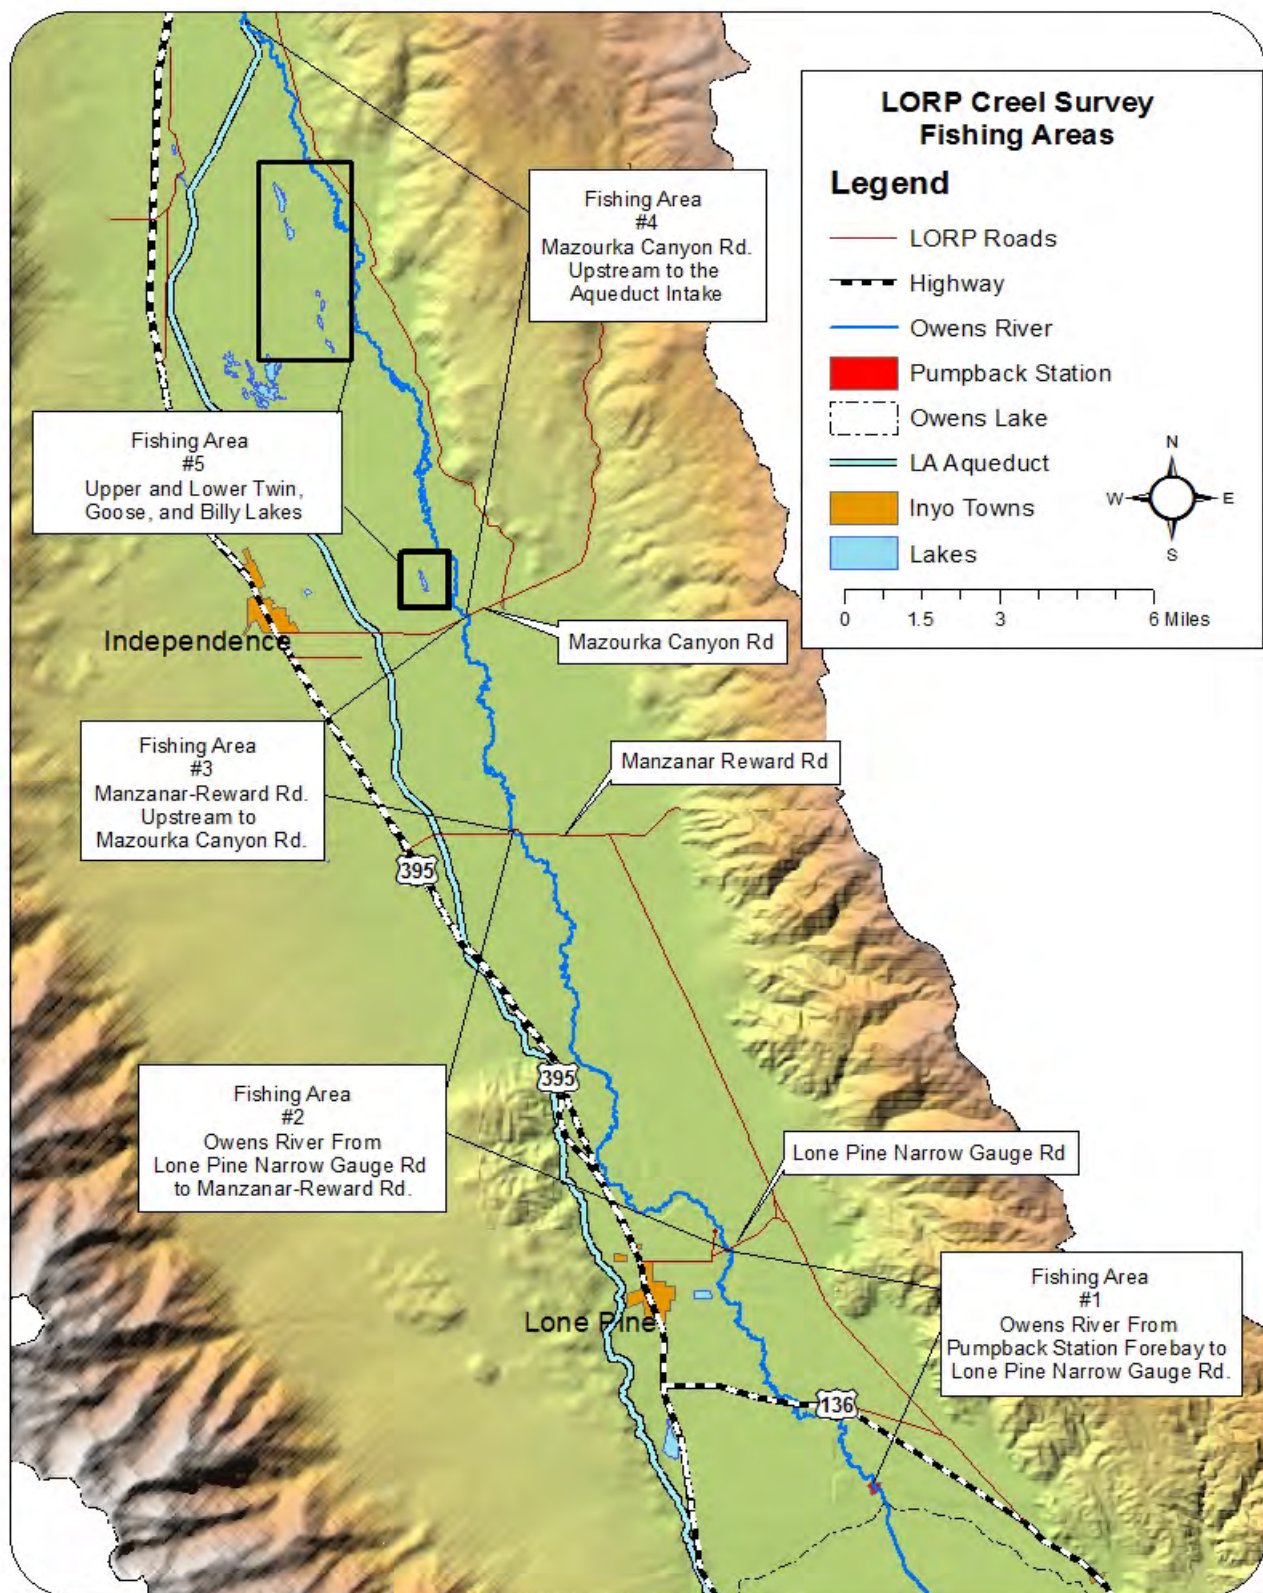 LORP Creel Survey
Fishing Areas
Legend
LORP Roads
Highway
Owens River
Pumpback Station
Owens Lake
LA Aqueduct
Inyo Towns
Lakes
N
W
E
S
0 1.5 3 6 Miles
Fishing Area
#4
Mazourka Canyon Rd.
Upstream to the
Aqueduct Intake
Fishing Area
#5
Upper and Lower Twin,
Goose, and Billy Lakes
Independence
Mazourka Canyon Rd
Fishing Area
#3
Manzanar-Reward Rd.
Upstream to
Mazourka Canyon Rd.
Manzanar Reward Rd
395
395
Fishing Area
#2
Owens River From
Lone Pine Narrow Gauge Rd
to Manzanar-Reward Rd.
Lone Pine Narrow Gauge Rd
Fishing Area
#1
Owens River From
Pumpback Station Forebay to
Lone Pine Narrow Gauge Rd.
Lone Pine
136